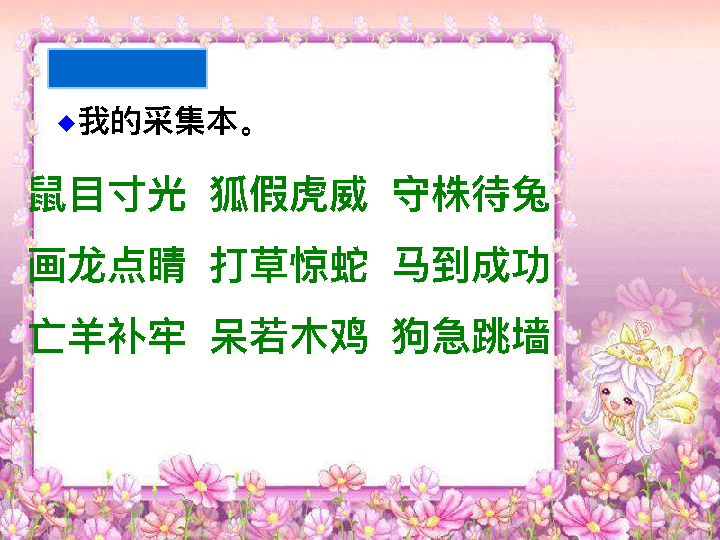 ◆我的采集本。
鼠目寸光 狐假虎威 守株待兔
画龙点睛 打草惊蛇 马到成功
亡羊补牢 呆若木鸡 狗急跳墙